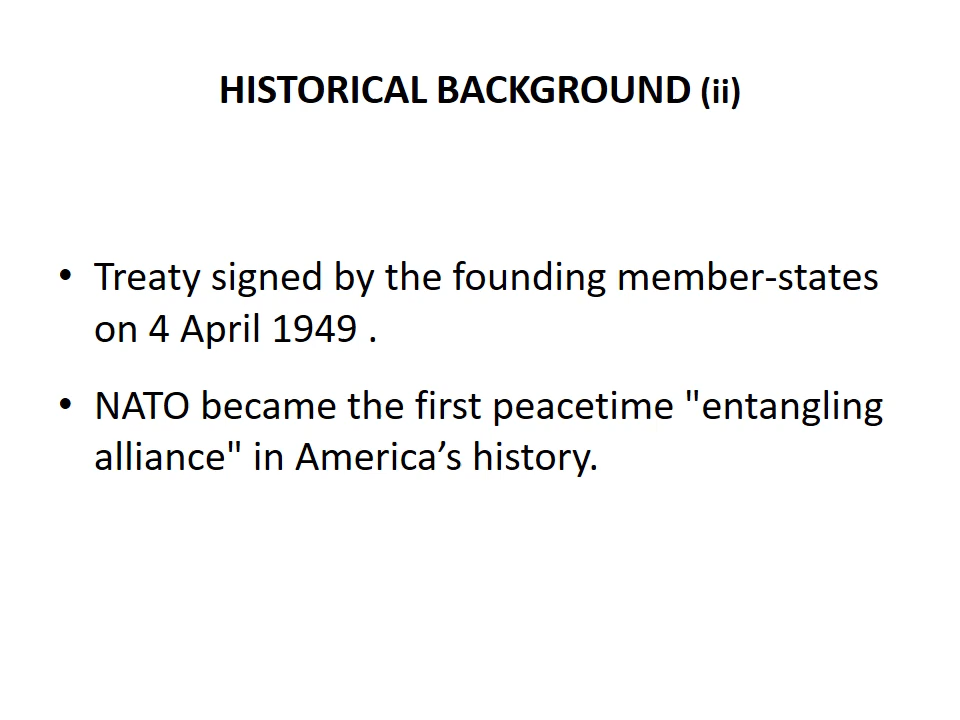 HISTORICAL BACKGROUND (ii)
• Treaty signed by the founding member-states
on 4 April 1949 .
• NATO became the first peacetime "entangling
alliance" in America’s history.